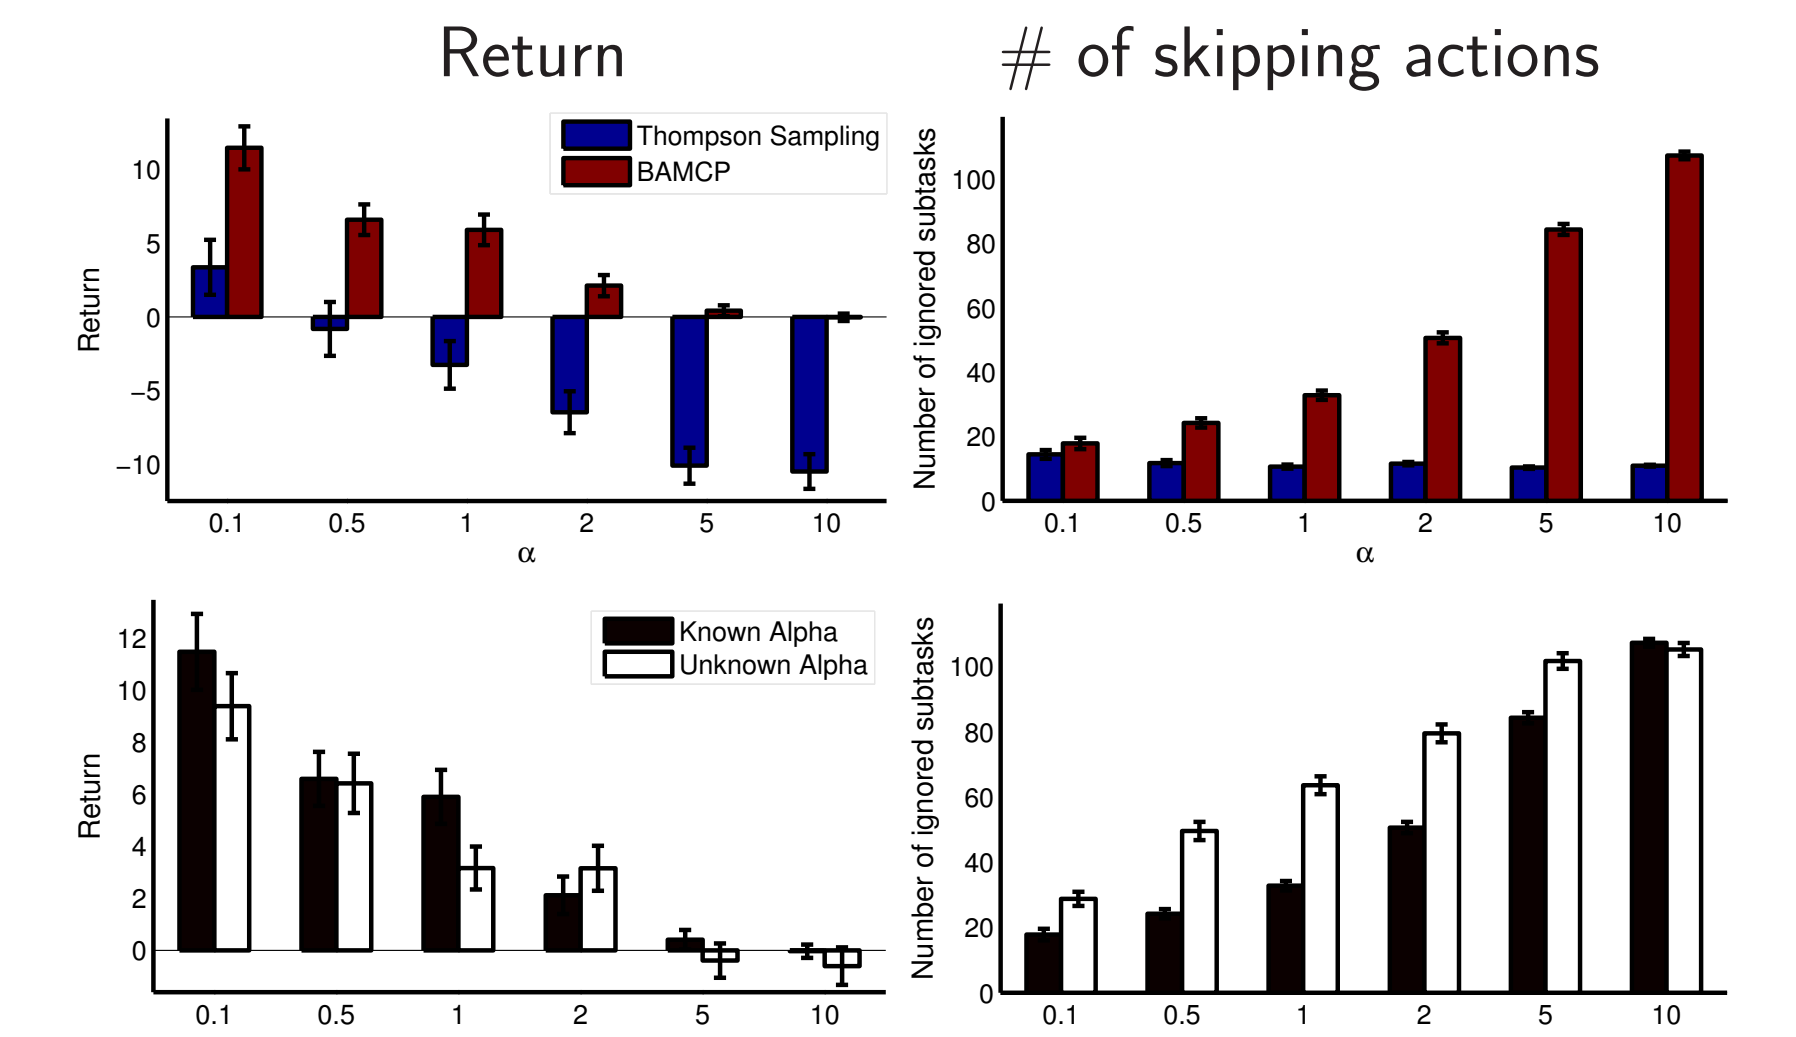 Return
# of skipping actions
Return
10
5
0
−5
−10
0.1 0.5 1 2 5 10
α
Thompson Sampling
BAMCP
Number of ignored subtasks
100
80
60
40
20
0
0.1 0.5 1 2 5 10
α
Return
12
10
8
6
4
2
0
0.1 0.5 1 2 5 10
Known Alpha
Unknown Alpha
Number of ignored subtasks
100
80
60
40
20
0
0.1 0.5 1 2 5 10